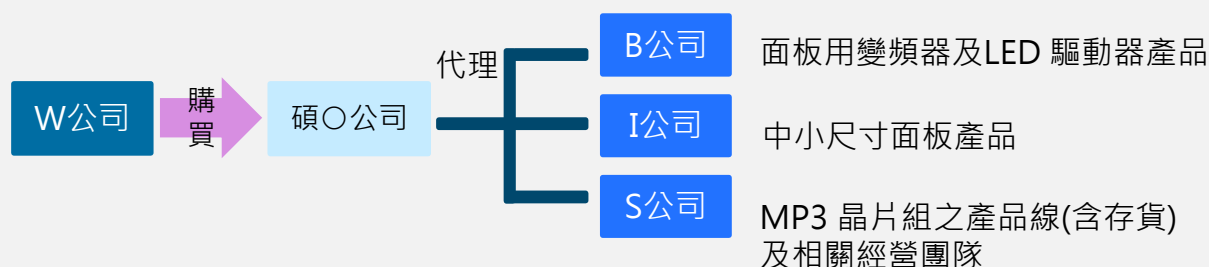 W公司
購
買
碩〇公司
代理
B公司
面板用變頻器及LED 驅動器產品
I公司
中小尺寸面板產品
S公司
MP3 晶片組之產品線(含存貨)
及相關經營團隊